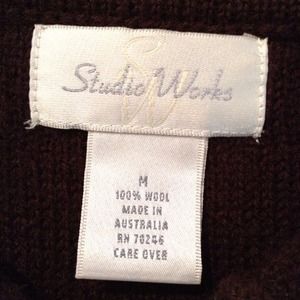 Studio Works
M
100% WOOL
MADE IN
AUSTRALIA
RN 70246
CARE OVER